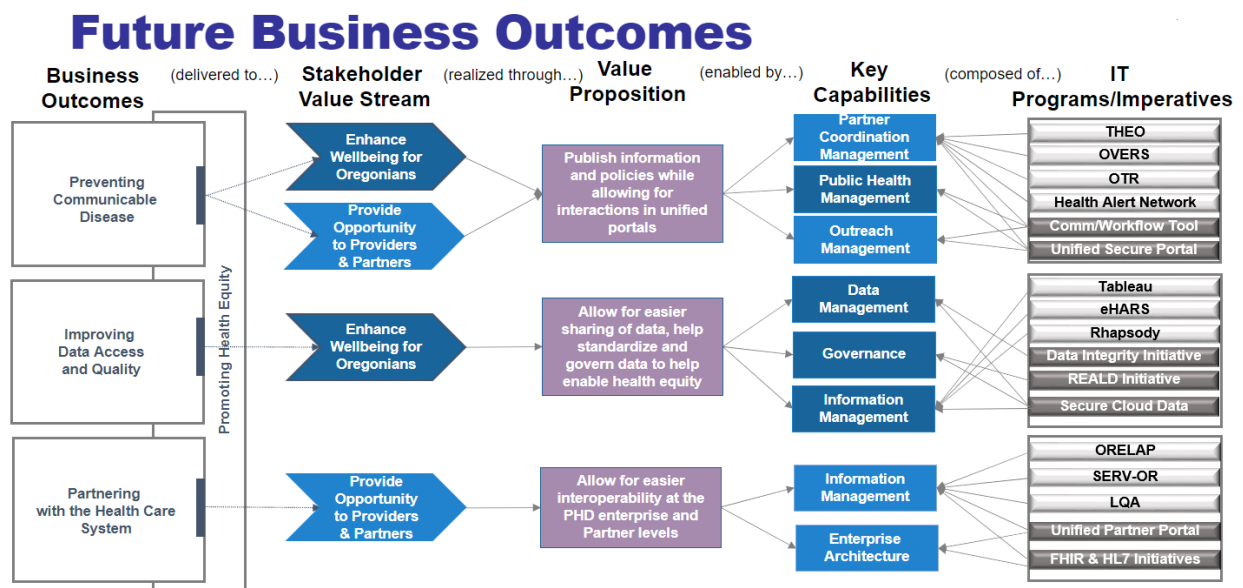 Future Business Outcomes
Business
Outcomes
(delivered to…)
Stakeholder
Value Stream
(realized through…)
Value
Proposition
(enabled by…)
Key
Capabilities
(composed of…)
IT
Programs/Imperatives
Promoting Health Equity
Preventing
Communicable
Disease
Enhance
Wellbeing for
Oregonians
Provide
Opportunity
to Providers
& Partners
Publish information
and policies while
allowing for
interactions in unified
portals
Partner
Coordination
Management
Public Health
Management
Outreach
Management
THEO
OVERS
OTR
Health Alert Network
Comm/Workflow Tool
Unified Secure Portal
Improving
Data Access
and Quality
Enhance
Wellbeing for
Oregonians
Allow for easier
sharing of data, help
standardize and
govern data to help
enable health equity
Data
Management
Governance
Information
Management
Tableau
eHARS
Rhapsody
Data Integrity Initiative
REALD Initiative
Secure Cloud Data
Partnering
with the Health Care
System
Provide
Opportunity
to Providers
& Partners
Allow for easier
interoperability at the
PHD enterprise and
Partner levels
Information
Management
Enterprise
Architecture
ORELAP
SERV-OR
LQA
Unified Partner Portal
FHIR & HL7 Initiatives